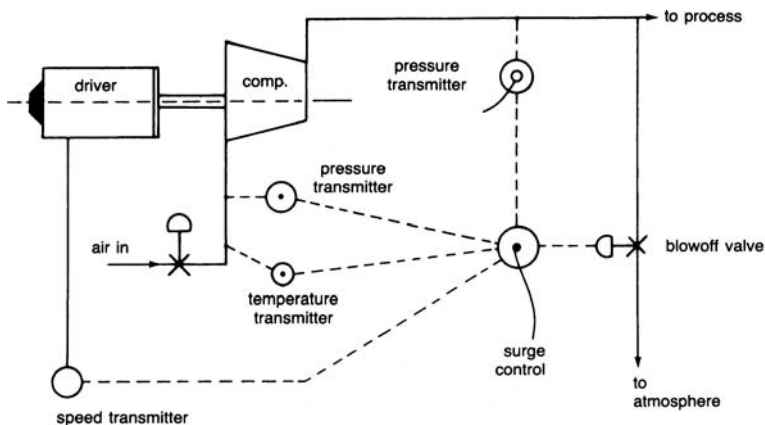 to process
driver
comp.
pressure
transmitter
pressure
transmitter
air in
blowoff valve
temperature
transmitter
surge
control
to
atmosphere
speed transmitter